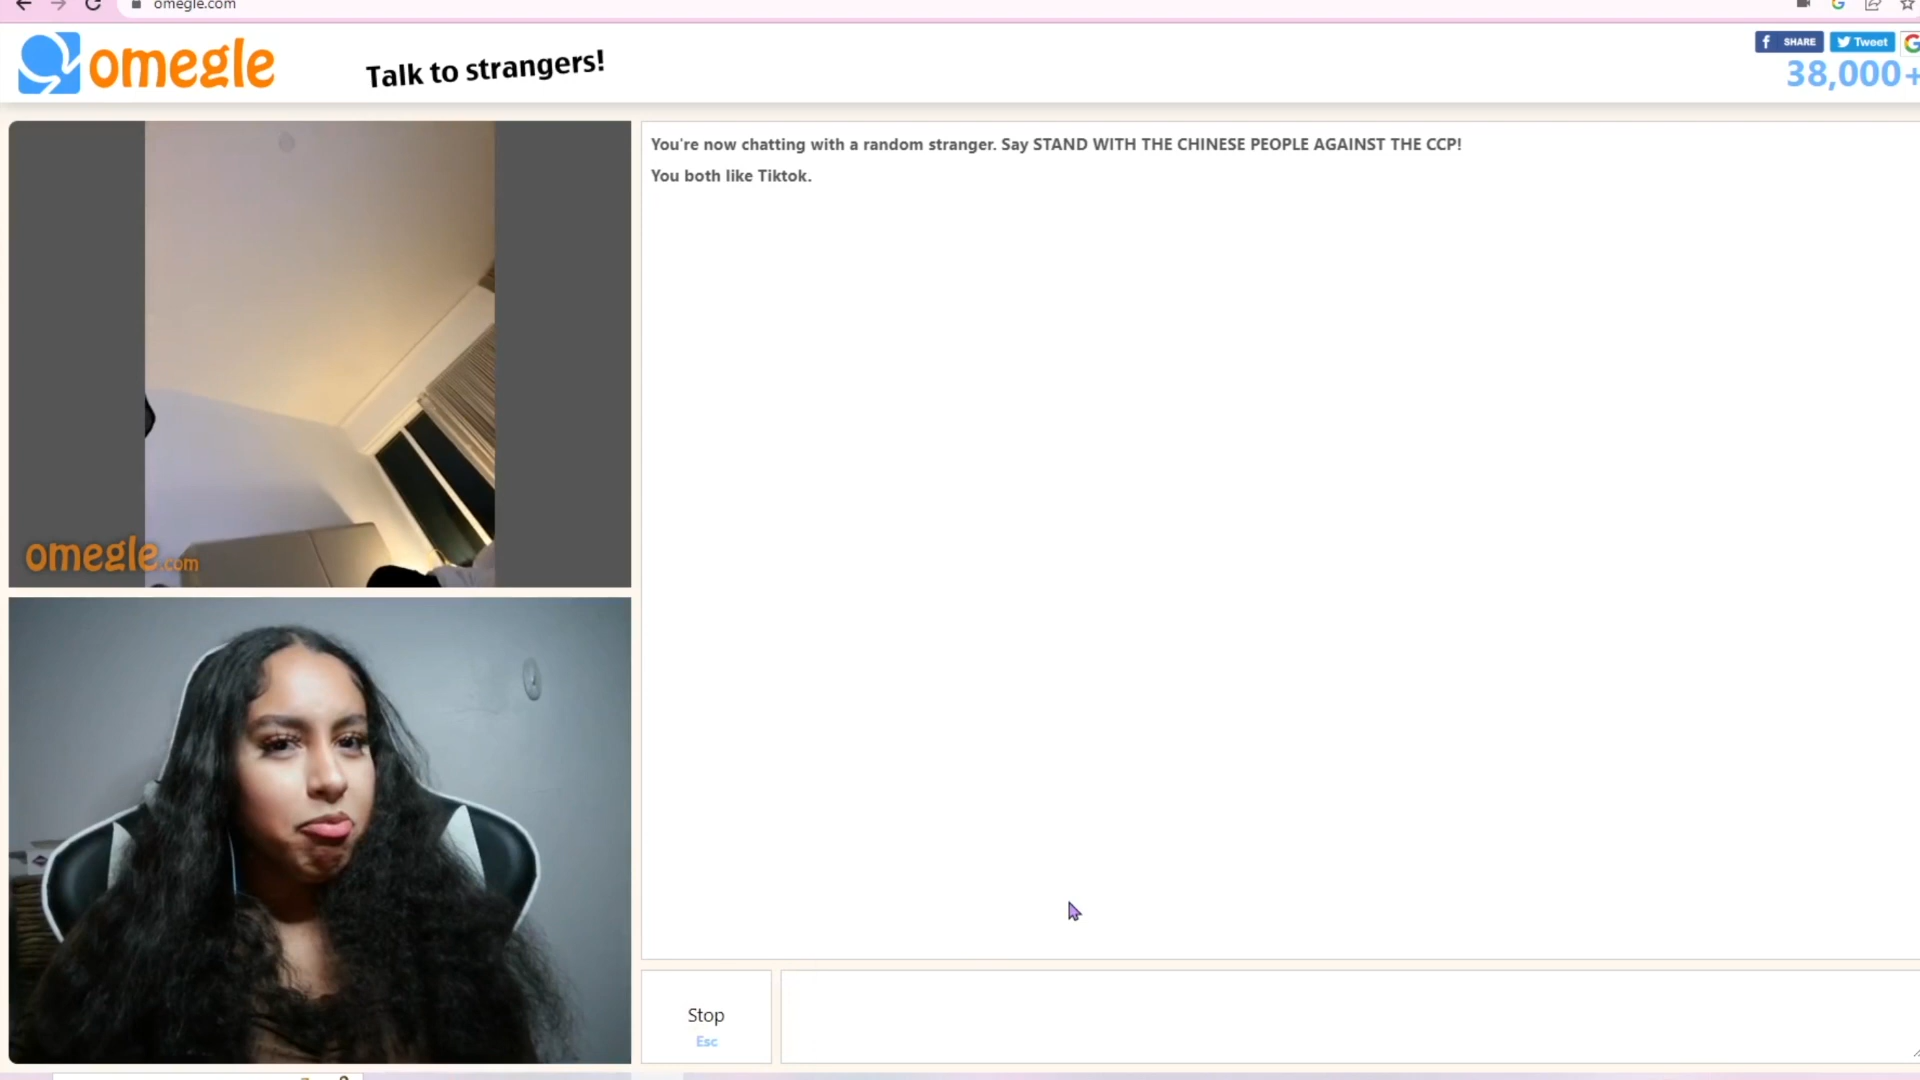 omegle.com
omegle
Talk to strangers!
SHARE
Tweet
38,000+
You're now chatting with a random stranger. Say STAND WITH THE CHINESE PEOPLE AGAINST THE CCP!
You both like Tiktok.
omegle.com
Stop
Esc